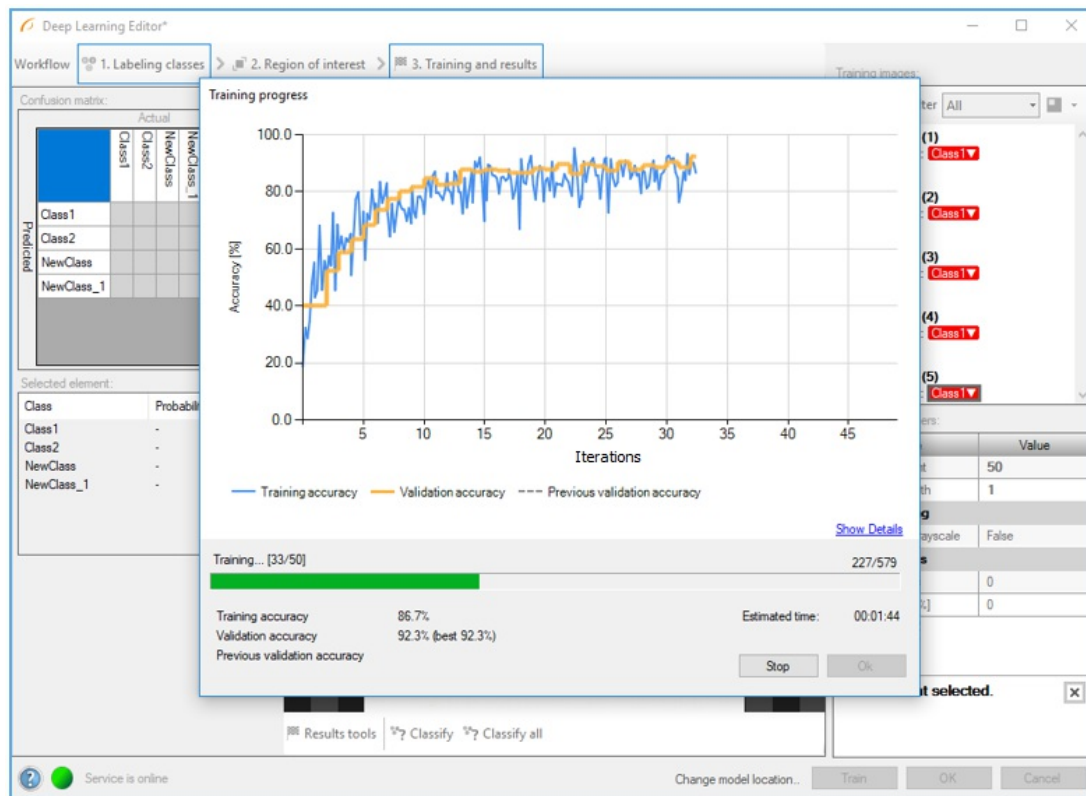 Deep Learning Editor*
Workflow 1. Labeling classes 2. Region of interest 3. Training and results
Training images:
Confusion matrix:
Actual
Class1 Class2 NewClass NewClass_1
Predicted
Class1
Class2
NewClass
NewClass_1
Selected element:
Class
Class1 -
Class2 -
NewClass -
NewClass_1 -
Training progress
100.0
80.0
60.0
40.0
20.0
0.0
Accuracy [%]
5 10 15 20 25 30 35 40 45
Iterations
Training accuracy Validation accuracy Previous validation accuracy
Show Details
Training... [33/50] 227/579
Training accuracy 86.7% Estimated time: 00:01:44
Validation accuracy 92.3% (best 92.3%)
Previous validation accuracy
Stop Ok
All
(1)
Class1
(2)
Class1
(3)
Class1
(4)
Class1
(5)
Class1
Value
50
1
False
0
%] 0
selected.
Results tools ? Classify ? Classify all
? Service is online Change model location.. Train OK Cancel